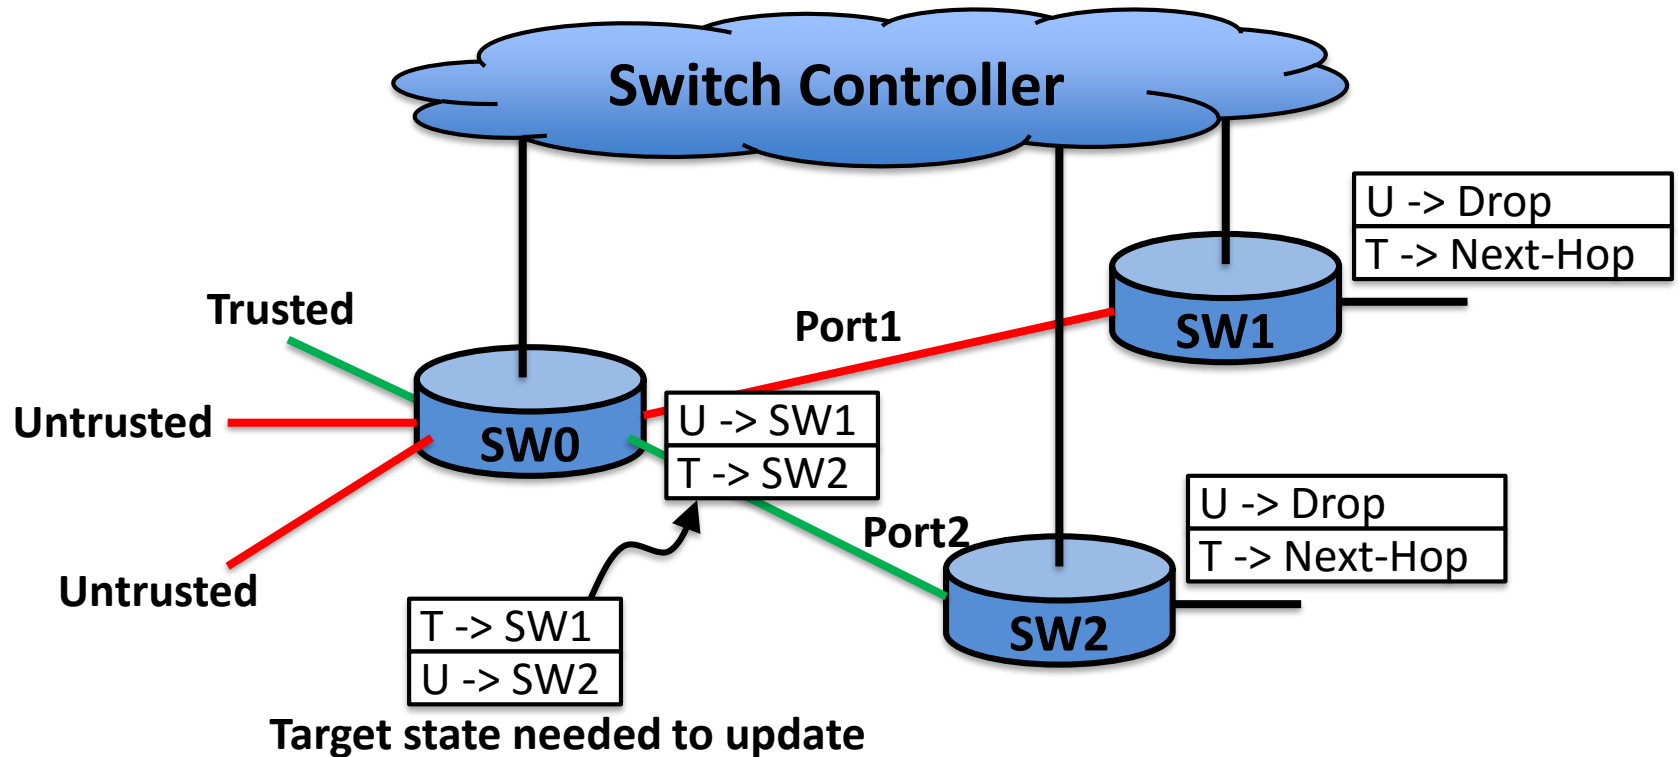 Switch Controller
U -> Drop
T -> Next-Hop
Trusted
Port1
SW1
Untrusted
U -> SW1
SW0
T -> SW2
U -> Drop
Port2
T -> Next-Hop
Untrusted
T -> SW1
SW2
U -> SW2
Target state needed to update